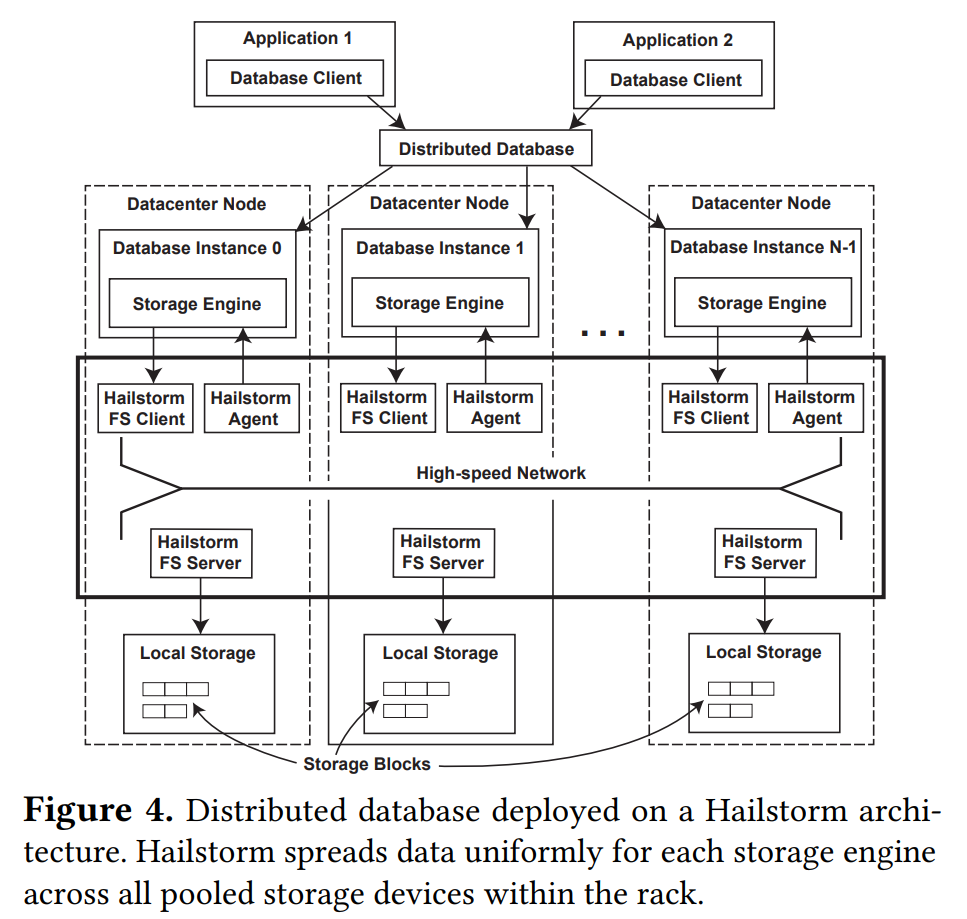 Application 1
Database Client
Application 2
Database Client
Distributed Database
Datacenter Node
Database Instance 0
Storage Engine
Datacenter Node
Database Instance 1
Storage Engine
. . .
Datacenter Node
Database Instance N-1
Storage Engine
Hailstorm
FS Client
Hailstorm
Agent
Hailstorm
FS Client
Hailstorm
Agent
Hailstorm
FS Client
Hailstorm
Agent
High-speed Network
Hailstorm
FS Server
Hailstorm
FS Server
Hailstorm
FS Server
Local Storage
Local Storage
Local Storage
Storage Blocks
Figure 4. Distributed database deployed on a Hailstorm archi-
tecture. Hailstorm spreads data uniformly for each storage engine
across all pooled storage devices within the rack.